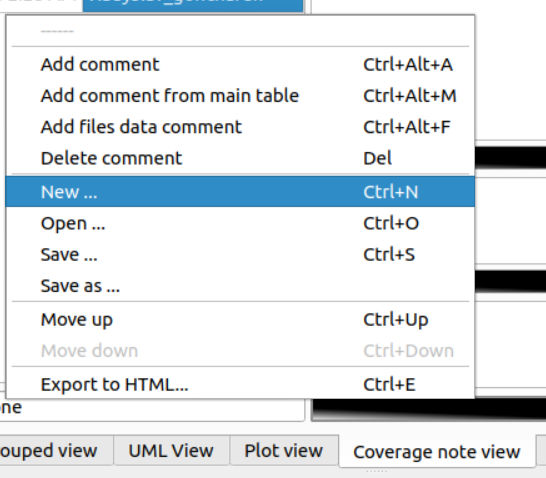 ------
Add comment Ctrl+Alt+A
Add comment from main table Ctrl+Alt+M
Add files data comment Ctrl+Alt+F
Delete comment Del
New ... Ctrl+N
Open ... Ctrl+O
Save ... Ctrl+S
Save as ...
Move up Ctrl+Up
Move down Ctrl+Down
Export to HTML... Ctrl+E
ouped view UML View Plot view Coverage note view